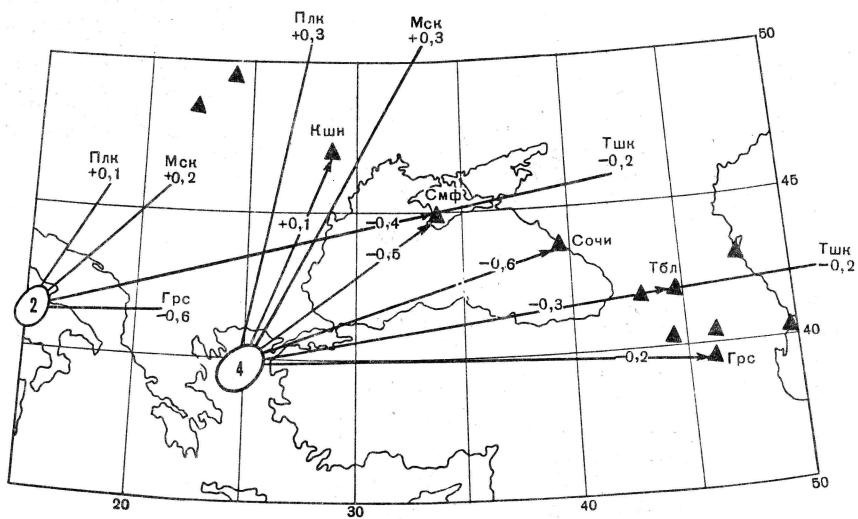 Плк
+0,3
Мск
+0,3
50
Кшн
Плк
+0,1
Мск
+0,2
Тшк
-0,2
45
Смф
+0,1
-0,4
-0,5
Сочи
-0,6
Тбл
Тшк
-0,2
2
Грс
-0,6
-0,3
40
4
0,2
Грс
20
30
40
50